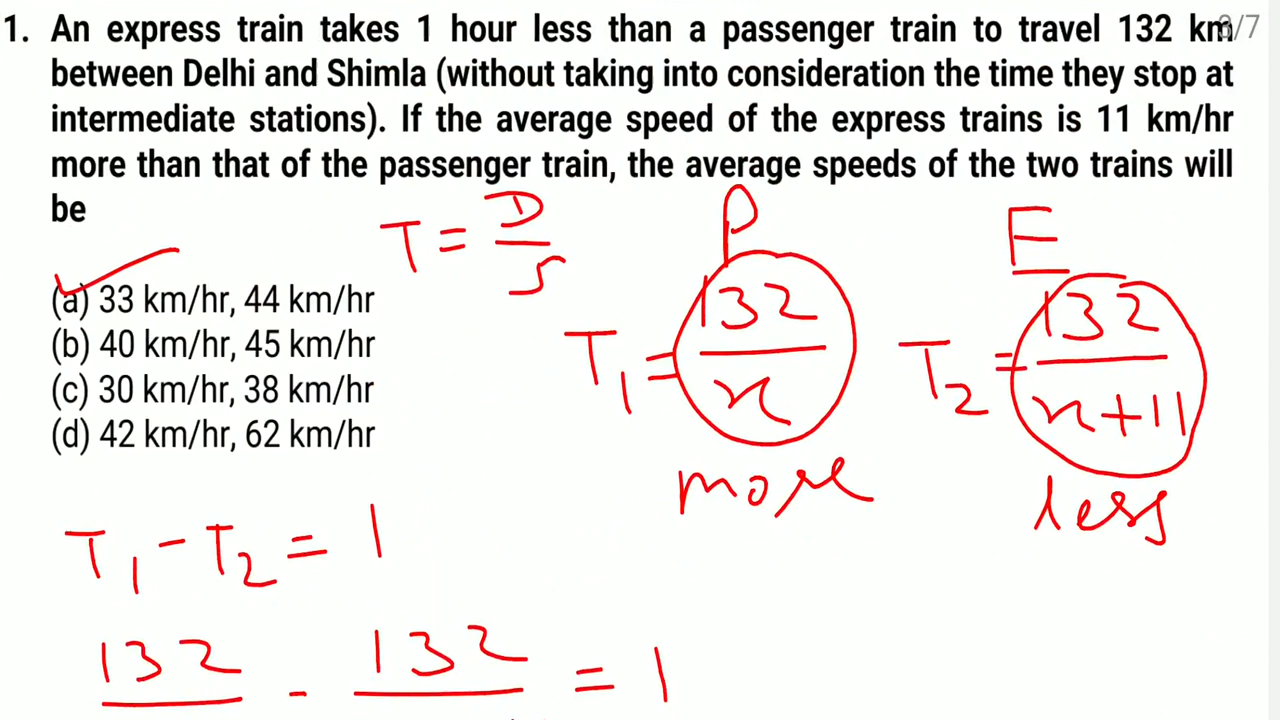 3/7
1. An express train takes 1 hour less than a passenger train to travel 132 km
between Delhi and Shimla (without taking into consideration the time they stop at
intermediate stations). If the average speed of the express trains is 11 km/hr
more than that of the passenger train, the average speeds of the two trains will
be
(a) 33 km/hr, 44 km/hr
(b) 40 km/hr, 45 km/hr
(c) 30 km/hr, 38 km/hr
(d) 42 km/hr, 62 km/hr
T = D/S
P
T1 = 132/x
more
E
T2 = 132/x+11
less
T1 - T2 = 1
132 - 132 = 1